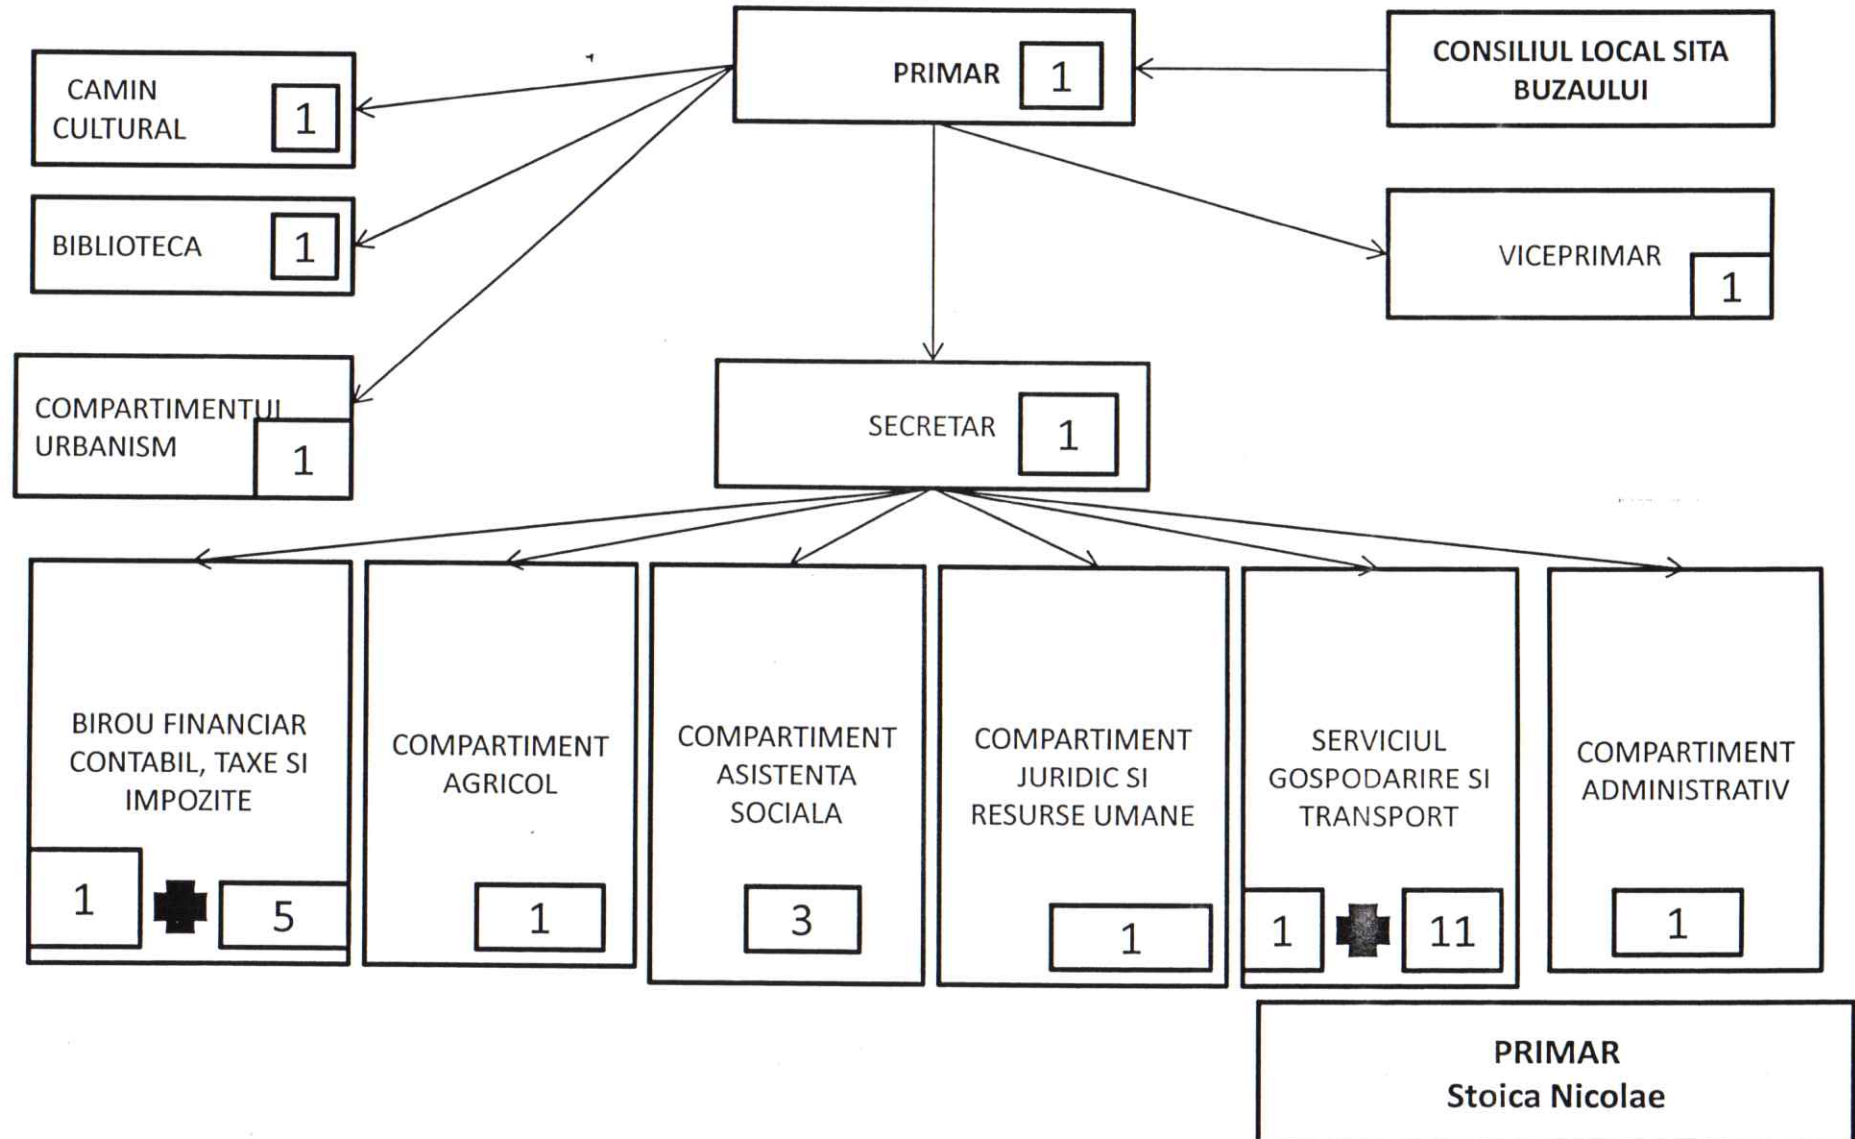 PRIMAR
1
CONSILIUL LOCAL SITA
BUZAULUI
CAMIN
CULTURAL
1
BIBLIOTECA
1
VICEPRIMAR
1
COMPARTIMENTUL
URBANISM
1
SECRETAR
1
BIROU FINANCIAR
CONTABIL, TAXE SI
IMPOZITE
1
5
COMPARTIMENT
AGRICOL
1
COMPARTIMENT
ASISTENTA
SOCIALA
3
COMPARTIMENT
JURIDIC SI
RESURSE UMANE
1
SERVICIUL
GOSPODARIRE SI
TRANSPORT
1
11
COMPARTIMENT
ADMINISTRATIV
1
PRIMAR
Stoica Nicolae